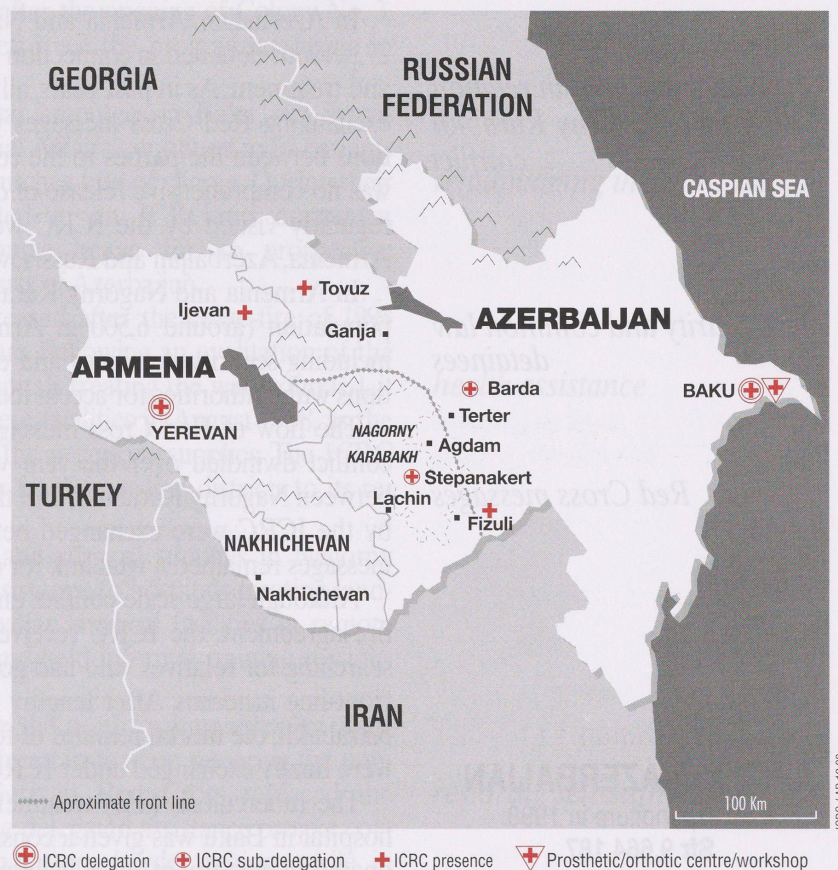 GEORGIA
RUSSIAN
FEDERATION
CASPIAN SEA
Tovuz
Ijevan
Ganja
AZERBAIJAN
ARMENIA
Barda
BAKU
YEREVAN
Terter
NAGORNY
KARABAKH
Agdam
Stepanakert
TURKEY
Lachin
Fizuli
NAKHICHEVAN
Nakhichevan
IRAN
Aproximate front line
100 Km
ICRC delegation
ICRC sub-delegation
ICRC presence
Prosthetic/orthotic centre/workshop